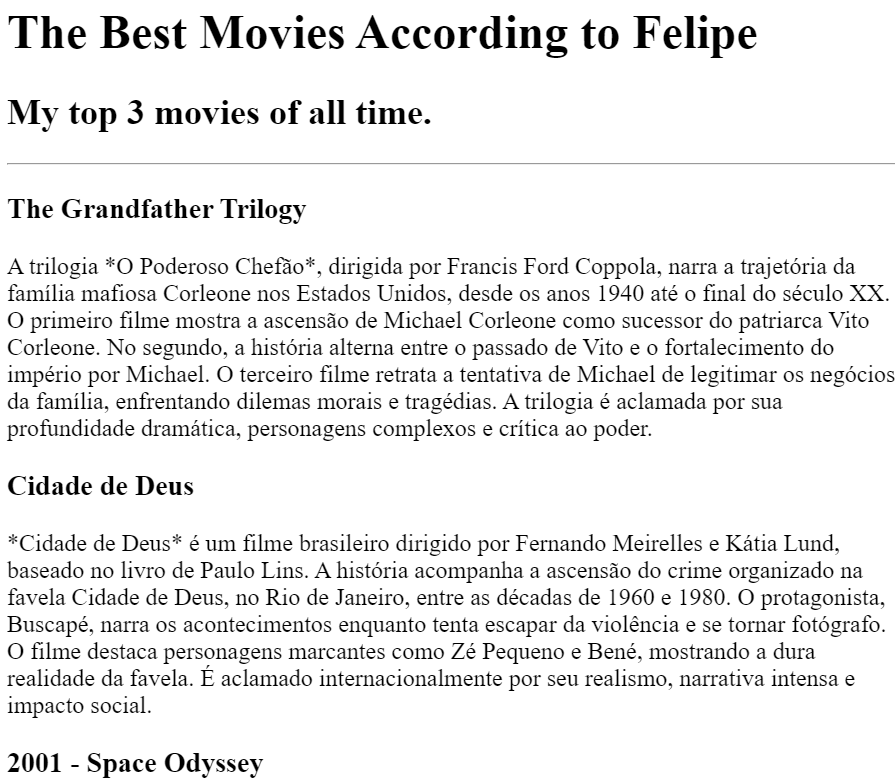 The Best Movies According to Felipe
My top 3 movies of all time.
The Grandfather Trilogy
A trilogia *O Poderoso Chefão*, dirigida por Francis Ford Coppola, narra a trajetória da
família mafiosa Corleone nos Estados Unidos, desde os anos 1940 até o final do século XX.
O primeiro filme mostra a ascensão de Michael Corleone como sucessor do patriarca Vito
Corleone. No segundo, a história alterna entre o passado de Vito e o fortalecimento do
império por Michael. O terceiro filme retrata a tentativa de Michael de legitimar os negócios
da família, enfrentando dilemas morais e tragédias. A trilogia é aclamada por sua
profundidade dramática, personagens complexos e crítica ao poder.
Cidade de Deus
*Cidade de Deus* é um filme brasileiro dirigido por Fernando Meirelles e Kátia Lund,
baseado no livro de Paulo Lins. A história acompanha a ascensão do crime organizado na
favela Cidade de Deus, no Rio de Janeiro, entre as décadas de 1960 e 1980. O protagonista,
Buscapé, narra os acontecimentos enquanto tenta escapar da violência e se tornar fotógrafo.
O filme destaca personagens marcantes como Zé Pequeno e Bené, mostrando a dura
realidade da favela. É aclamado internacionalmente por seu realismo, narrativa intensa e
impacto social.
2001 - Space Odyssey